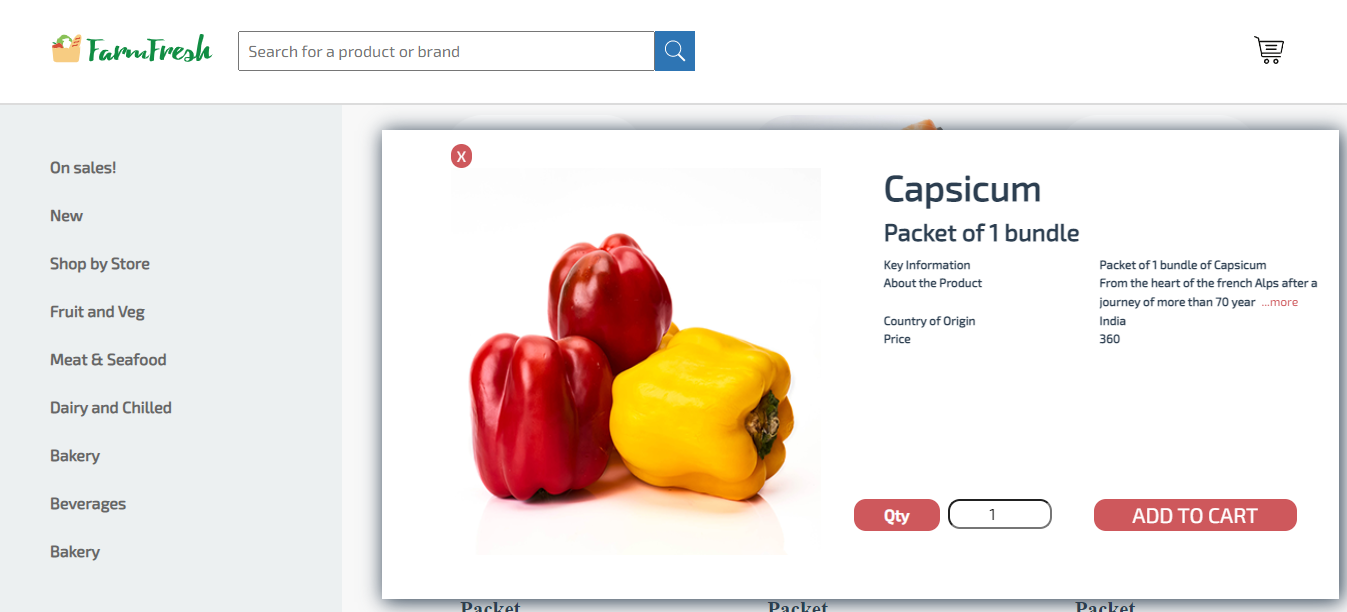 FarmFresh
Search for a product or brand
On sales!
New
Shop by Store
Fruit and Veg
Meat & Seafood
Dairy and Chilled
Bakery
Beverages
Bakery
X
Capsicum
Packet of 1 bundle
Key Information Packet of 1 bundle of Capsicum
About the Product From the heart of the french Alps after a
journey of more than 70 year ...more
Country of Origin India
Price 360
Qty 1 ADD TO CART
Packet Packet Packet